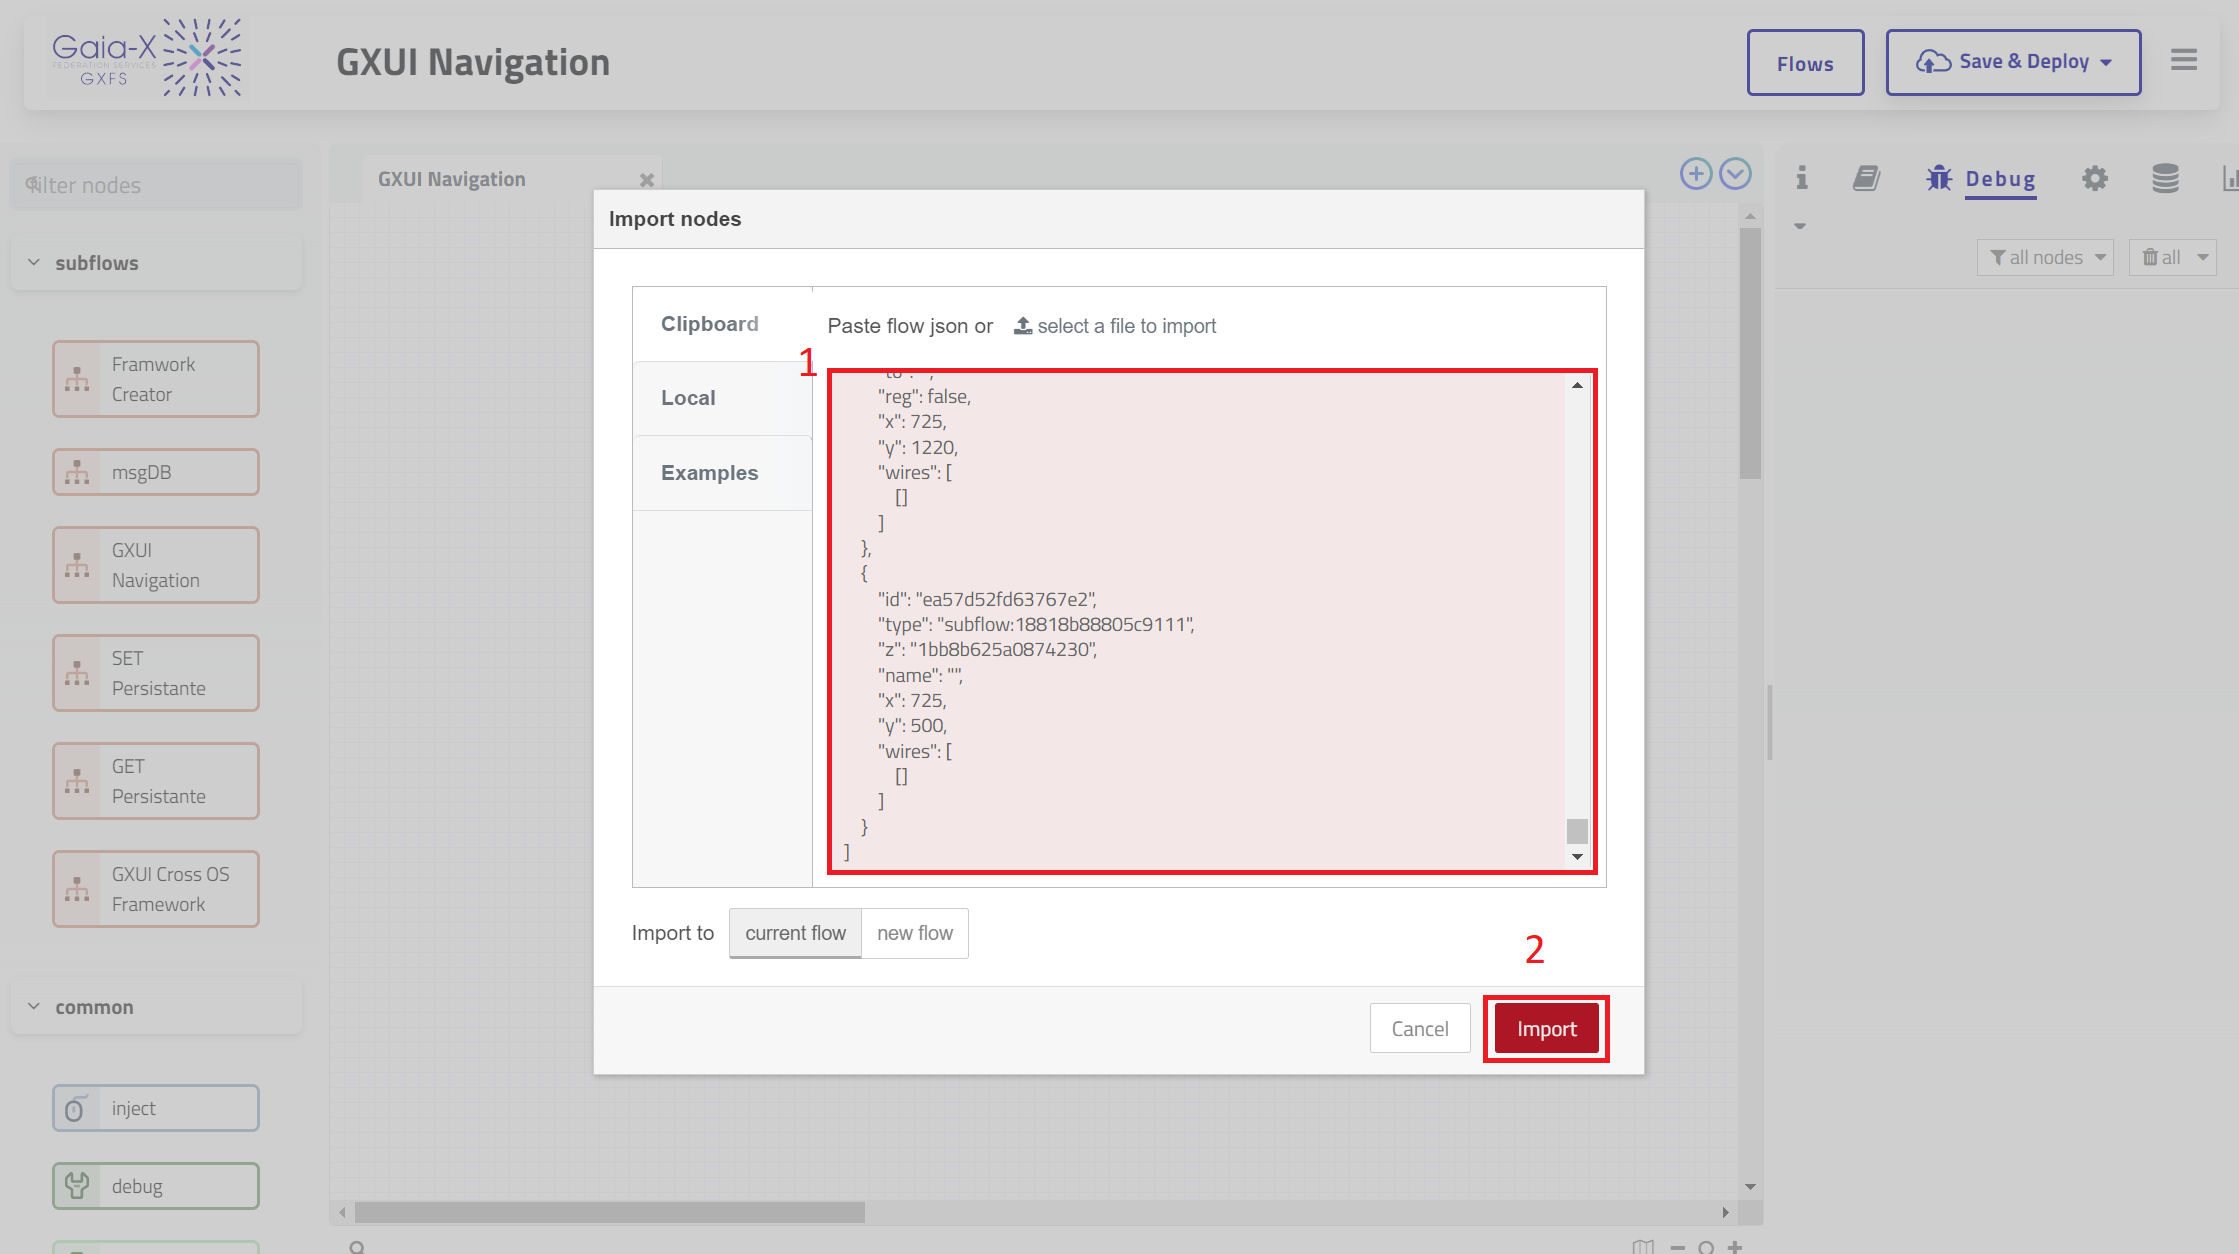 Gaia-X
FEDERATION SERVICES
GXFS
GXUI Navigation
Flows
Save & Deploy
filter nodes
subflows
Framwork
Creator
msgDB
GXUI
Navigation
SET
Persistante
GET
Persistante
GXUI Cross OS
Framework
common
inject
debug
GXUI Navigation
Debug
all nodes
all
Import nodes
Clipboard
Local
Examples
Paste flow json or select a file to import
1
"reg": false,
"x": 725,
"y": 1220,
"wires": [
[]
]
},
{
"id": "ea57d52fd63767e2",
"type": "subflow:18818b88805c9111",
"z": "1bb8b625a0874230",
"name": "",
"x": 725,
"y": 500,
"wires": [
[]
]
}
]
Import to current flow new flow
2
Cancel
Import